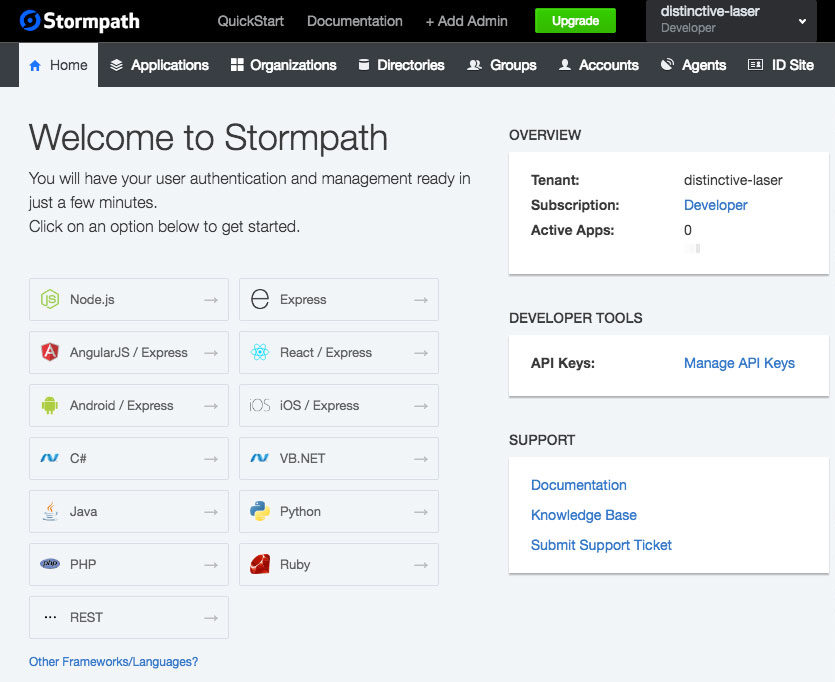 Stormpath
QuickStart
Documentation
+ Add Admin
Upgrade
distinctive-laser
Developer
Home
Applications
Organizations
Directories
Groups
Accounts
Agents
ID Site
Welcome to Stormpath
You will have your user authentication and management ready in
just a few minutes.
Click on an option below to get started.
JS Node.js →
Express →
A AngularJS / Express →
React / Express →
Android / Express →
iOS iOS / Express →
C# →
VB.NET →
Java →
Python →
php PHP →
Ruby →
··· REST →
Other Frameworks/Languages?
OVERVIEW
Tenant: distinctive-laser
Subscription: Developer
Active Apps: 0
DEVELOPER TOOLS
API Keys: Manage API Keys
SUPPORT
Documentation
Knowledge Base
Submit Support Ticket